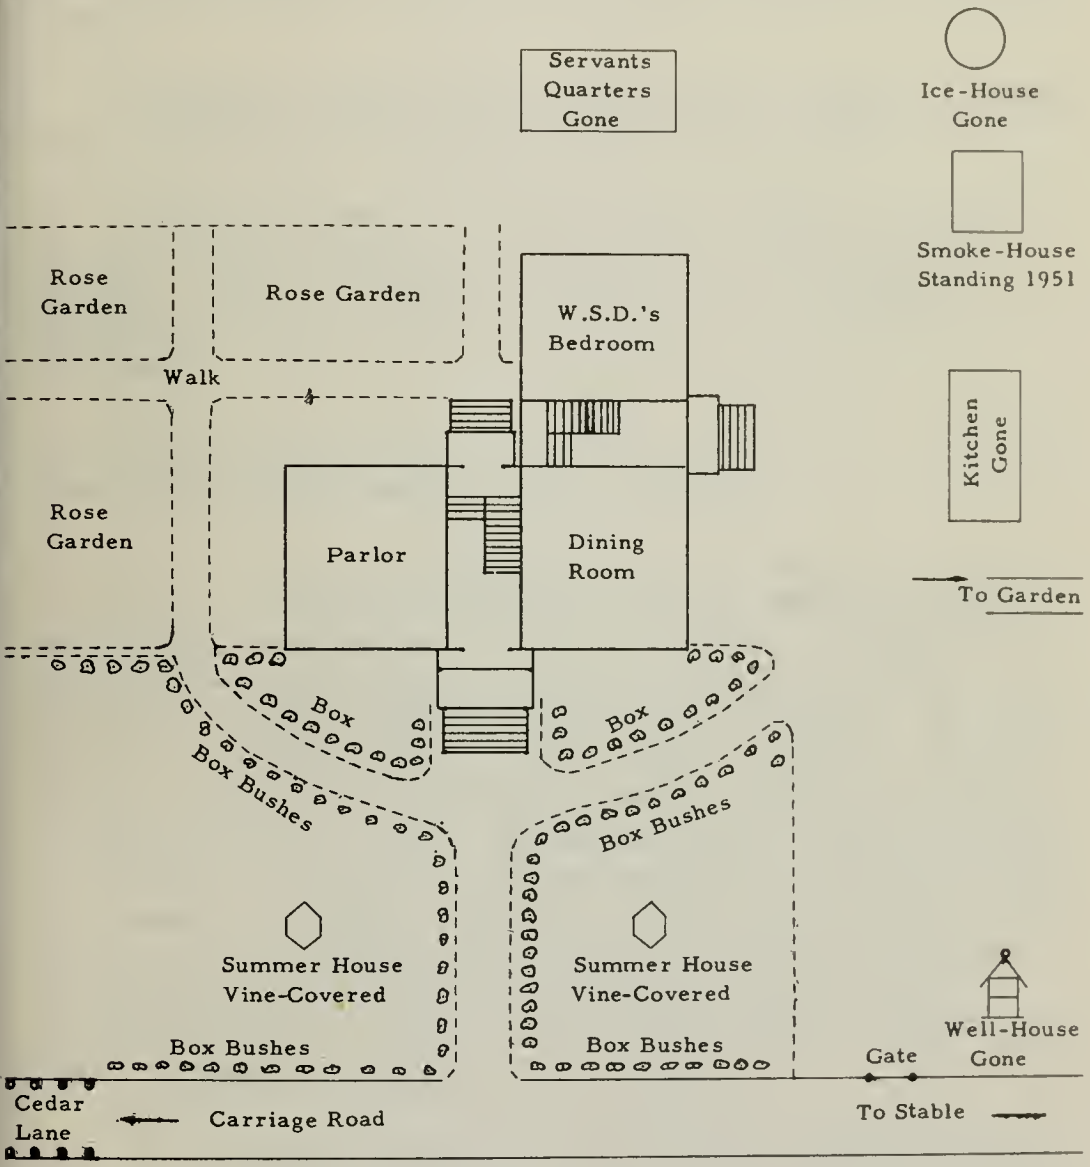 Servants
Quarters
Gone
Ice-House
Gone
Smoke-House
Standing 1951
Rose
Garden
Rose Garden
W.S.D.'s
Bedroom
Walk
Kitchen
Gone
Rose
Garden
Parlor
Dining
Room
To Garden
Box
Box
Box Bushes
Box Bushes
Summer House
Vine-Covered
Summer House
Vine-Covered
Well-House
Gone
Box Bushes
Box Bushes
Gate
Cedar
Lane
Carriage Road
To Stable